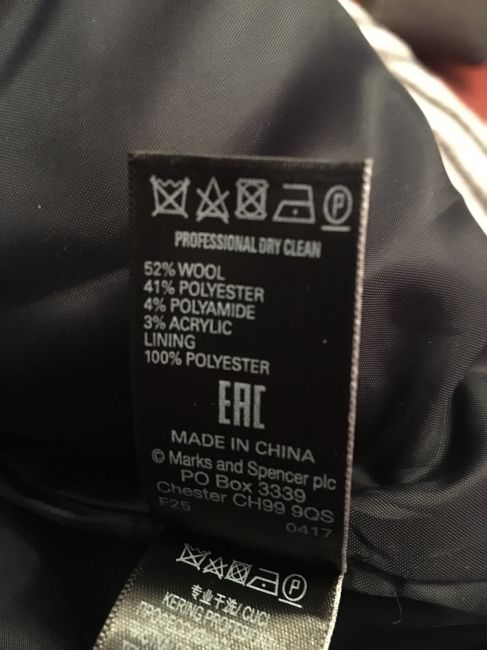 P
PROFESSIONAL DRY CLEAN
52% WOOL
41% POLYESTER
4% POLYAMIDE
3% ACRYLIC
LINING
100% POLYESTER
EAC
MADE IN CHINA
© Marks and Spencer plc
PO Box 3339
Chester CH99 9QS
F25 0417
P
专业干洗/ CUCI
KERING PROFESSION